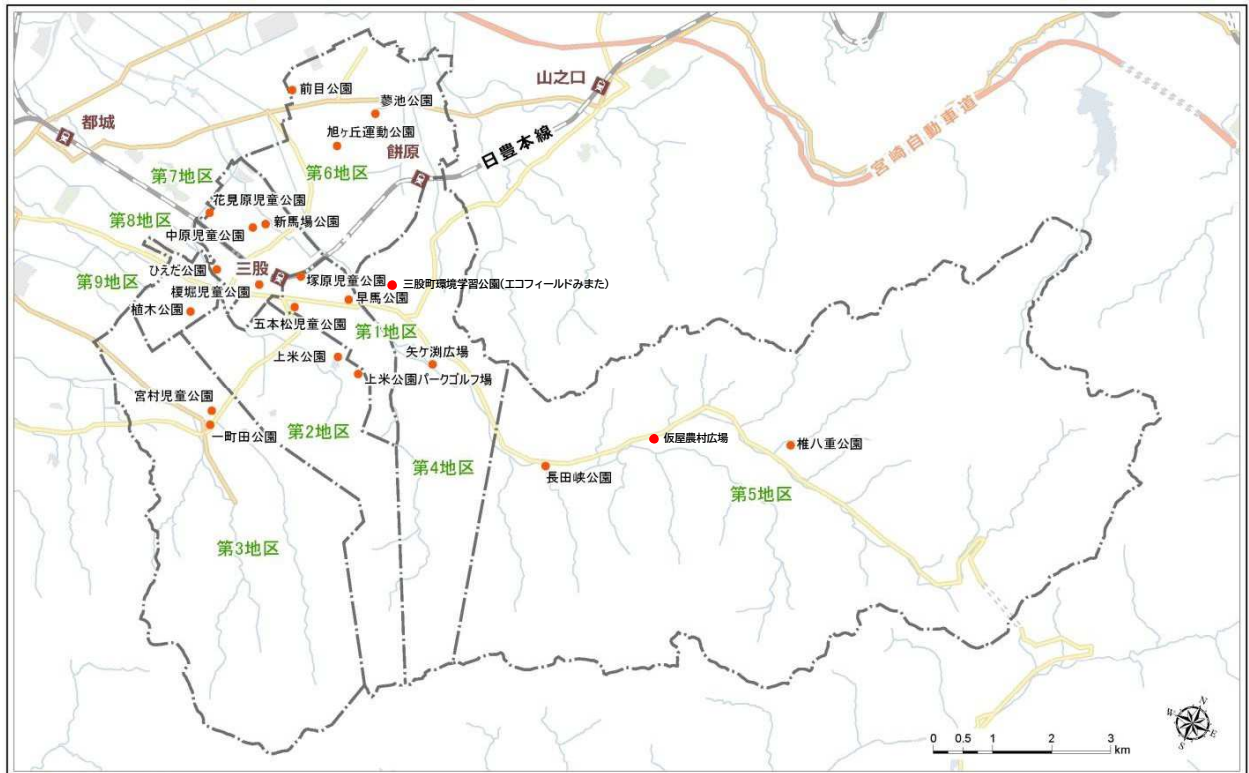 山之口
前目公園
蓼池公園
都城
旭ヶ丘運動公園
餅原
日豊本線
宮崎自動車道
第7地区
第6地区
花見原児童公園
新馬場公園
第8地区
中原児童公園
ひえだ公園
三股
第9地区
塚原児童公園
三股町環境学習公園(エコフィールドみまた)
榎堀児童公園
早馬公園
植木公園
五本松児童公園
第1地区
上米公園
矢ケ渕広場
上米公園パークゴルフ場
宮村児童公園
一町田公園
第2地区
仮屋農村広場
椎八重公園
第4地区
長田峡公園
第5地区
第3地区
N
W
E
S
0 0.5 1 2 3
km